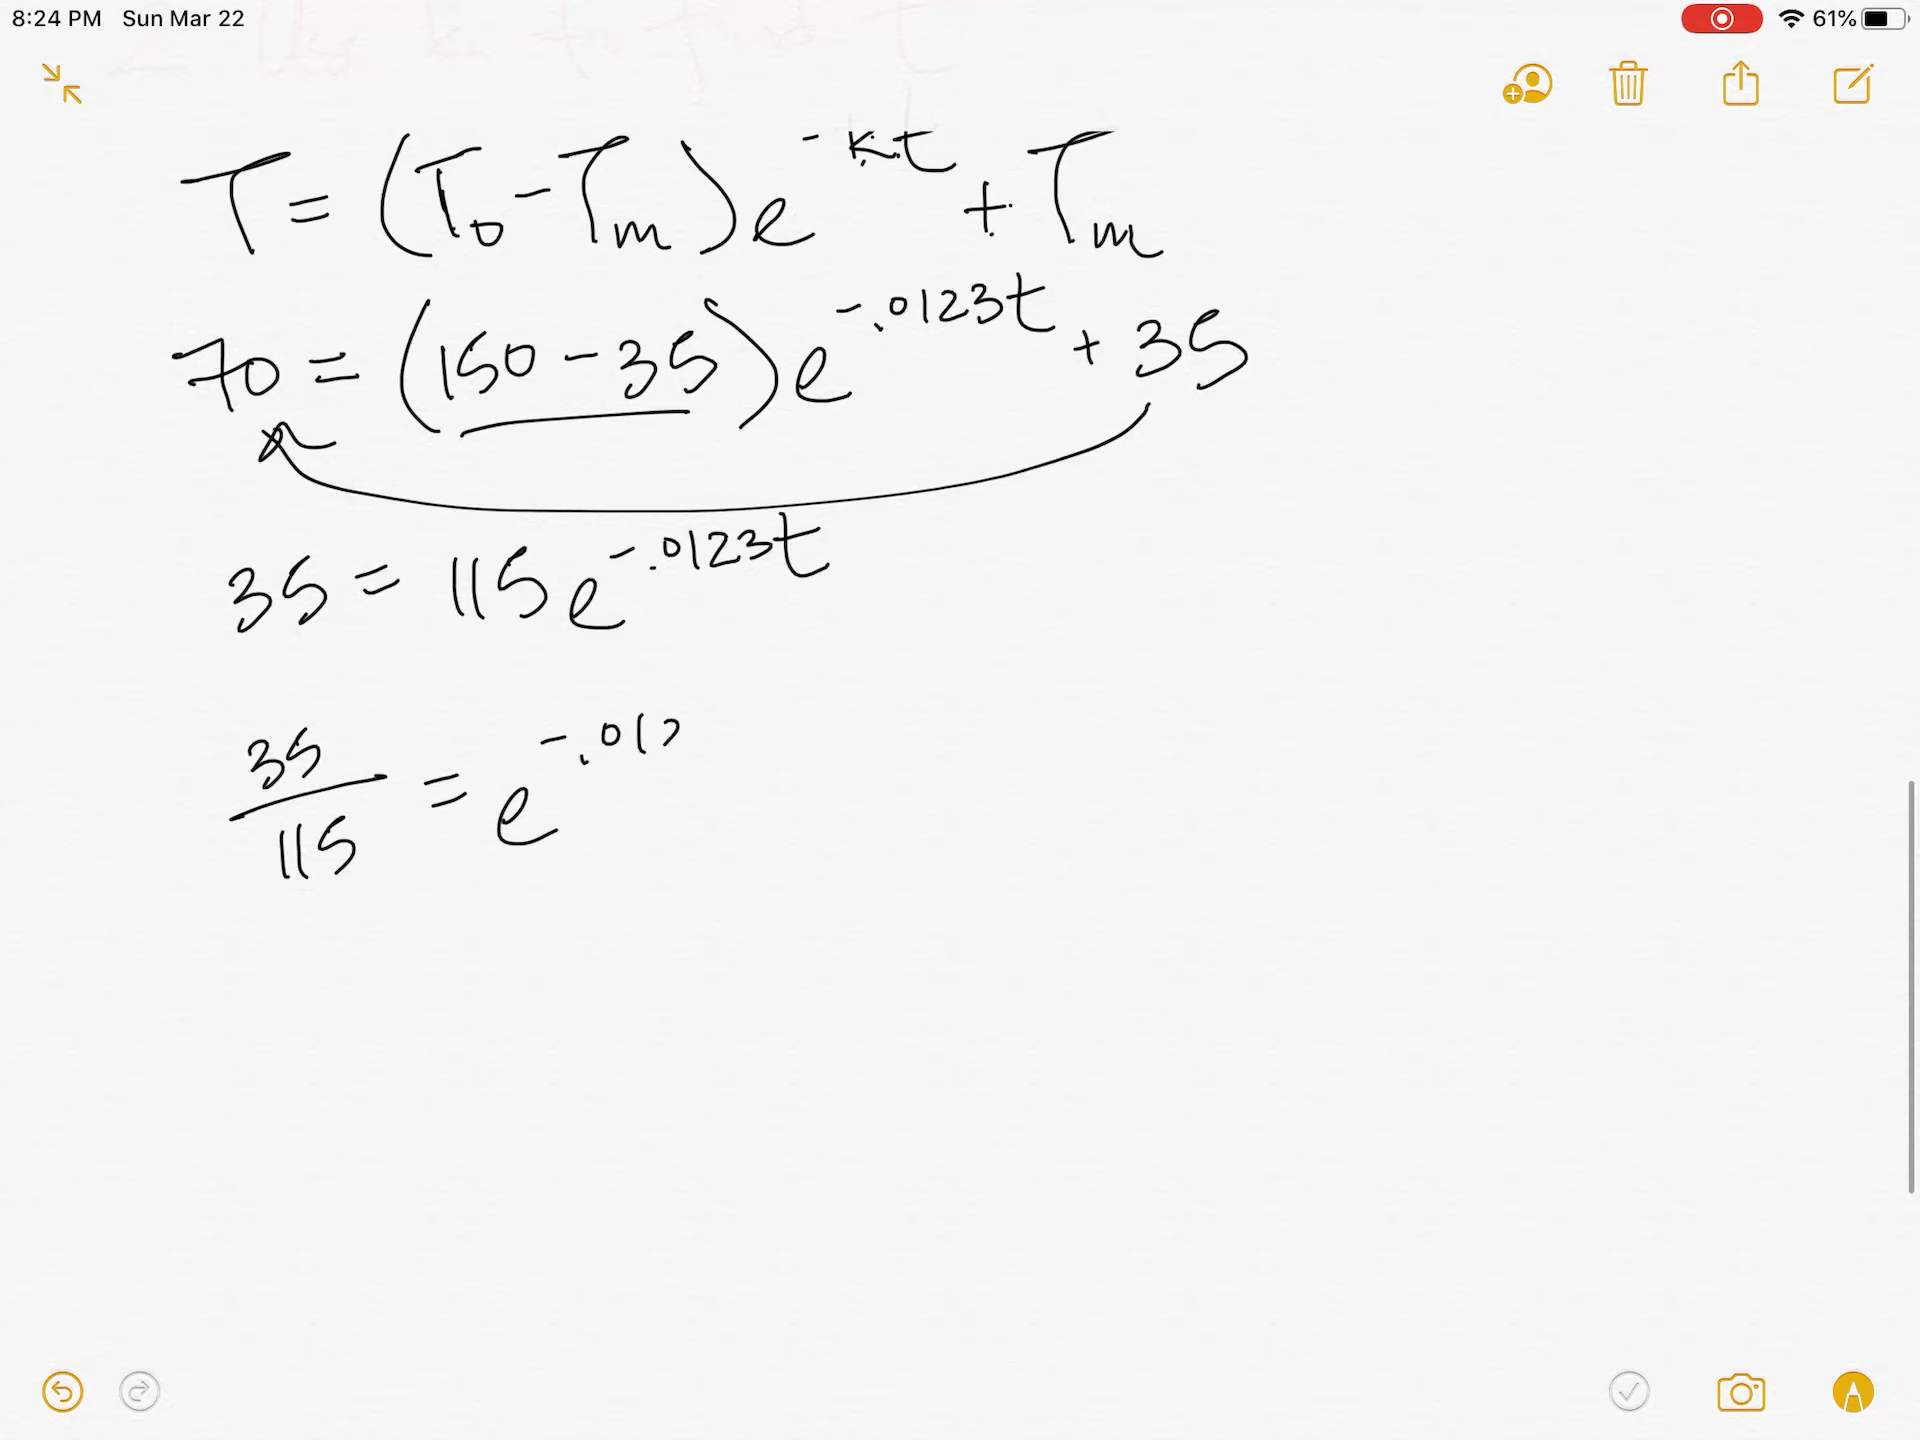 8:24 PM Sun Mar 22 61%
T = (T₀ - Tₘ)e^-kt + Tₘ
70 = (150 - 35)e^-.0123t + 35
35 = 115e^-.0123t
35/115 = e^-.01